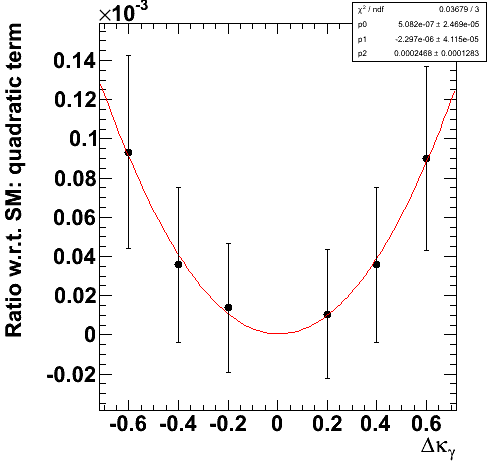 ×10⁻³
χ² / ndf 0.03679 / 3
p0 5.082e-07 ± 2.469e-05
p1 -2.297e-06 ± 4.115e-05
p2 0.0002468 ± 0.0001283
Ratio w.r.t. SM: quadratic term
0.14
0.12
0.1
0.08
0.06
0.04
0.02
0
-0.02
-0.6 -0.4 -0.2 0 0.2 0.4 0.6
Δκγ